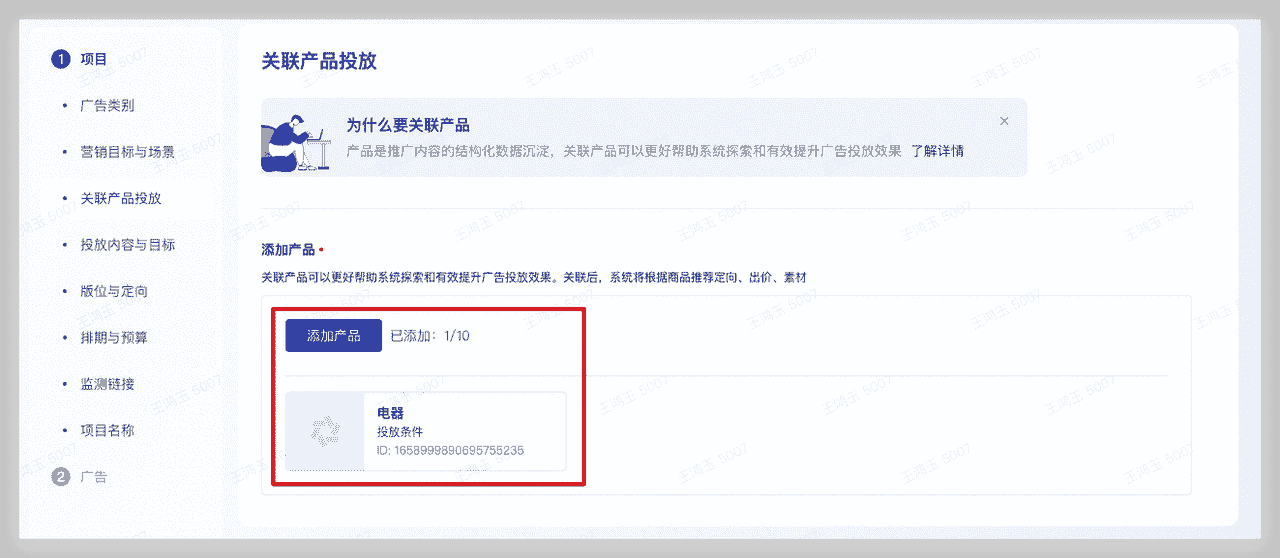 1 项目
• 广告类别
• 营销目标与场景
• 关联产品投放
• 投放内容与目标
• 版位与定向
• 排期与预算
• 监测链接
• 项目名称
2 广告
关联产品投放
为什么要关联产品
产品是推广内容的结构化数据沉淀，关联产品可以更好帮助系统探索和有效提升广告投放效果 了解详情
添加产品•
关联产品可以更好帮助系统探索和有效提升广告投放效果。关联后，系统将根据商品推荐定向、出价、素材
添加产品 已添加：1/10
电器
投放条件
ID: 1658999890695755235
王鸿玉 5007